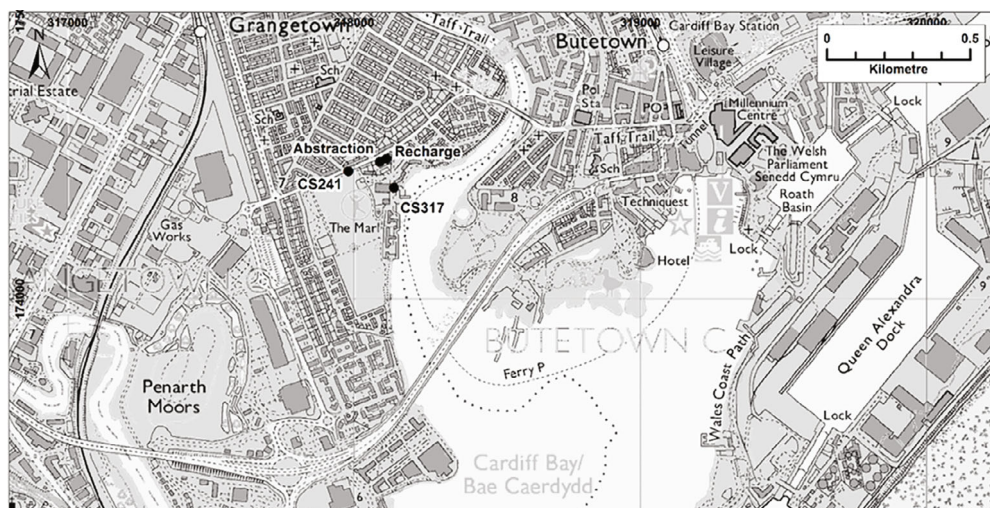 317000
318000
319000
320000
Grangetown
Taff-Trail
Cardiff Bay Station
Butetown
Leisure
Village
0
0.5
Kilometre
N
Sch
Sch
Pol
Sta
PO
Millennium
Centre
Lock
Taff-Trail
Tunnel
The Welsh
Parliament
Senedd Cymru
9
Abstraction
Recharge
CS241
CS317
7
8
Sch
Techniquest
Roath
Basin
The Marl
Gas
Works
Hotel
Lock
174000
BUTETOWN C
Queen Alexandra
Dock
9
Penarth
Moors
Ferry P
Wales Coast Path
Lock
Cardiff Bay/
Bae Caerdydd
6